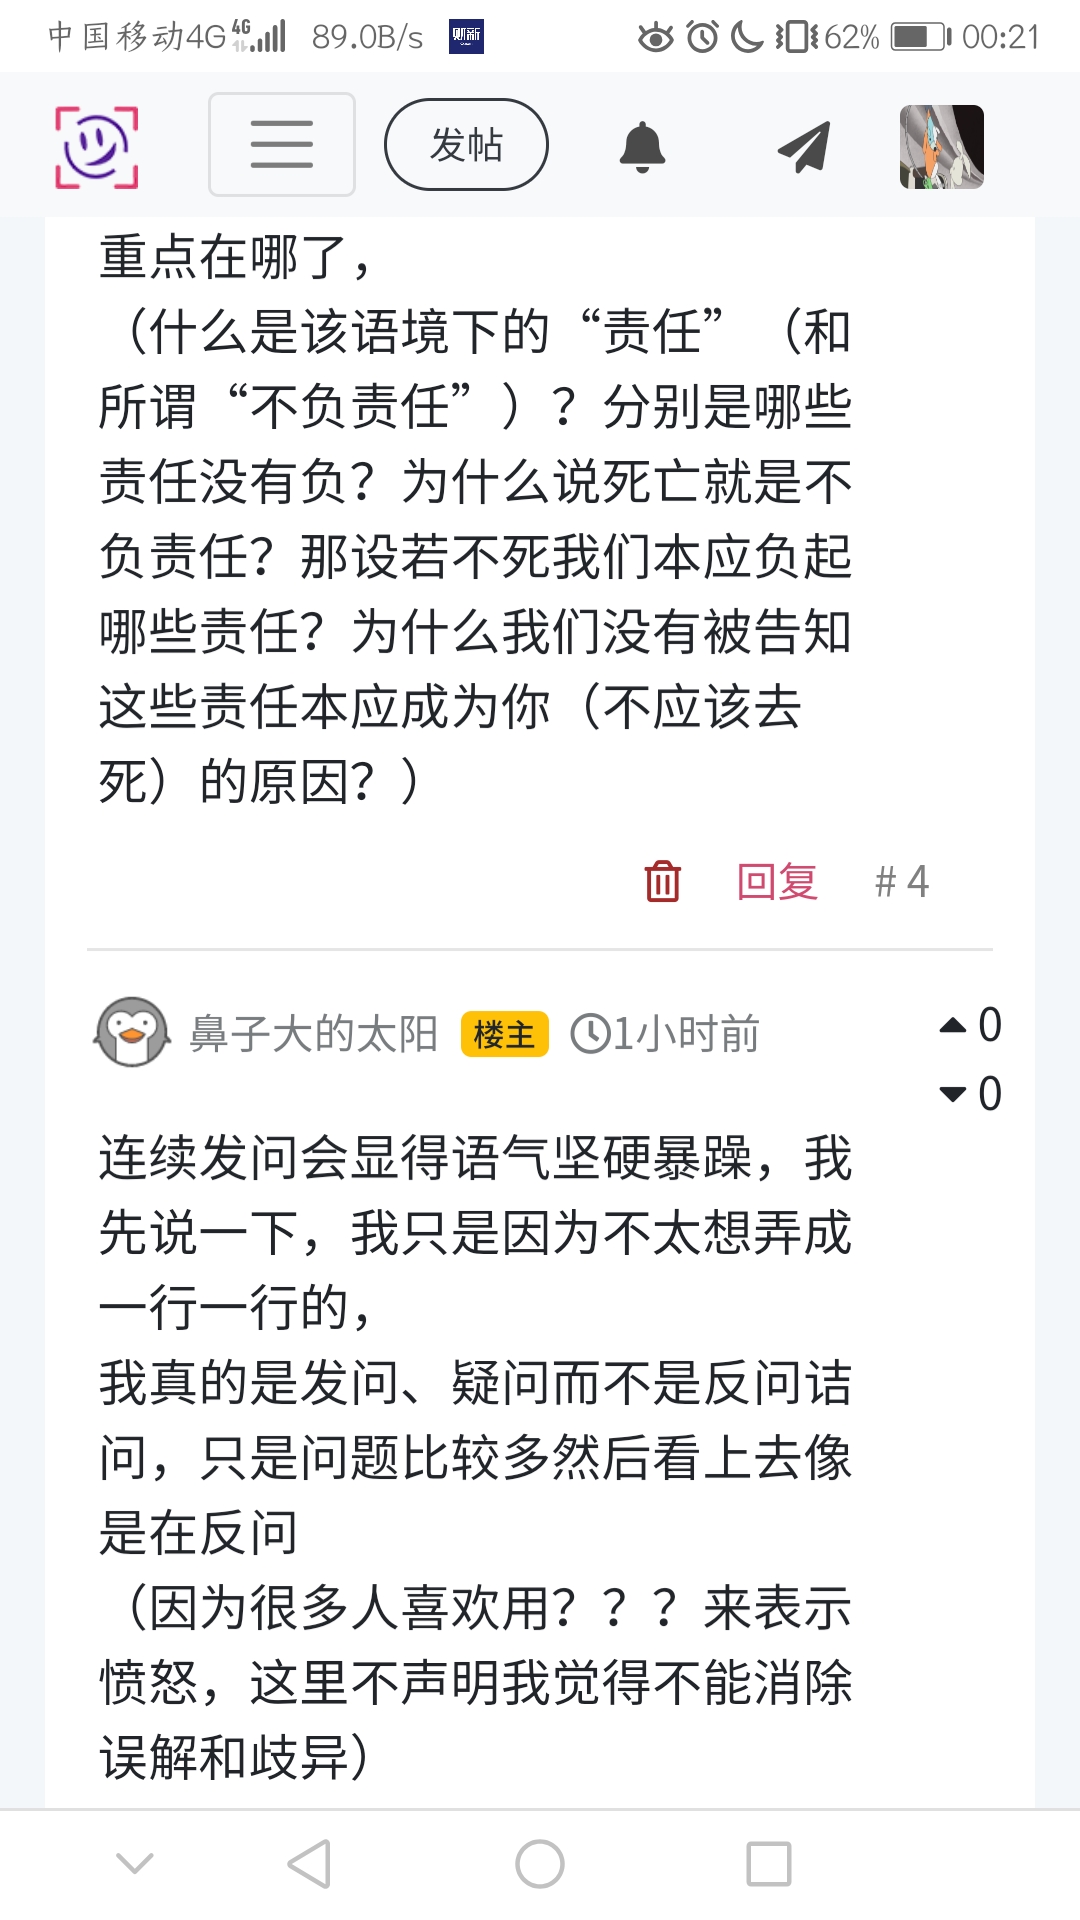 中国移动4G 4G 89.0B/s 财新 62% 00:21
发帖
重点在哪了，
（什么是该语境下的“责任”（和
所谓“不负责任”）？分别是哪些
责任没有负？为什么说死亡就是不
负责任？那设若不死我们本应负起
哪些责任？为什么我们没有被告知
这些责任本应成为你（不应该去
死）的原因？）
回复 # 4
鼻子大的太阳 楼主 1小时前 0
0
连续发问会显得语气坚硬暴躁，我
先说一下，我只是因为不太想弄成
一行一行的，
我真的是发问、疑问而不是反问诘
问，只是问题比较多然后看上去像
是在反问
（因为很多人喜欢用？？？来表示
愤怒，这里不声明我觉得不能消除
误解和歧异）